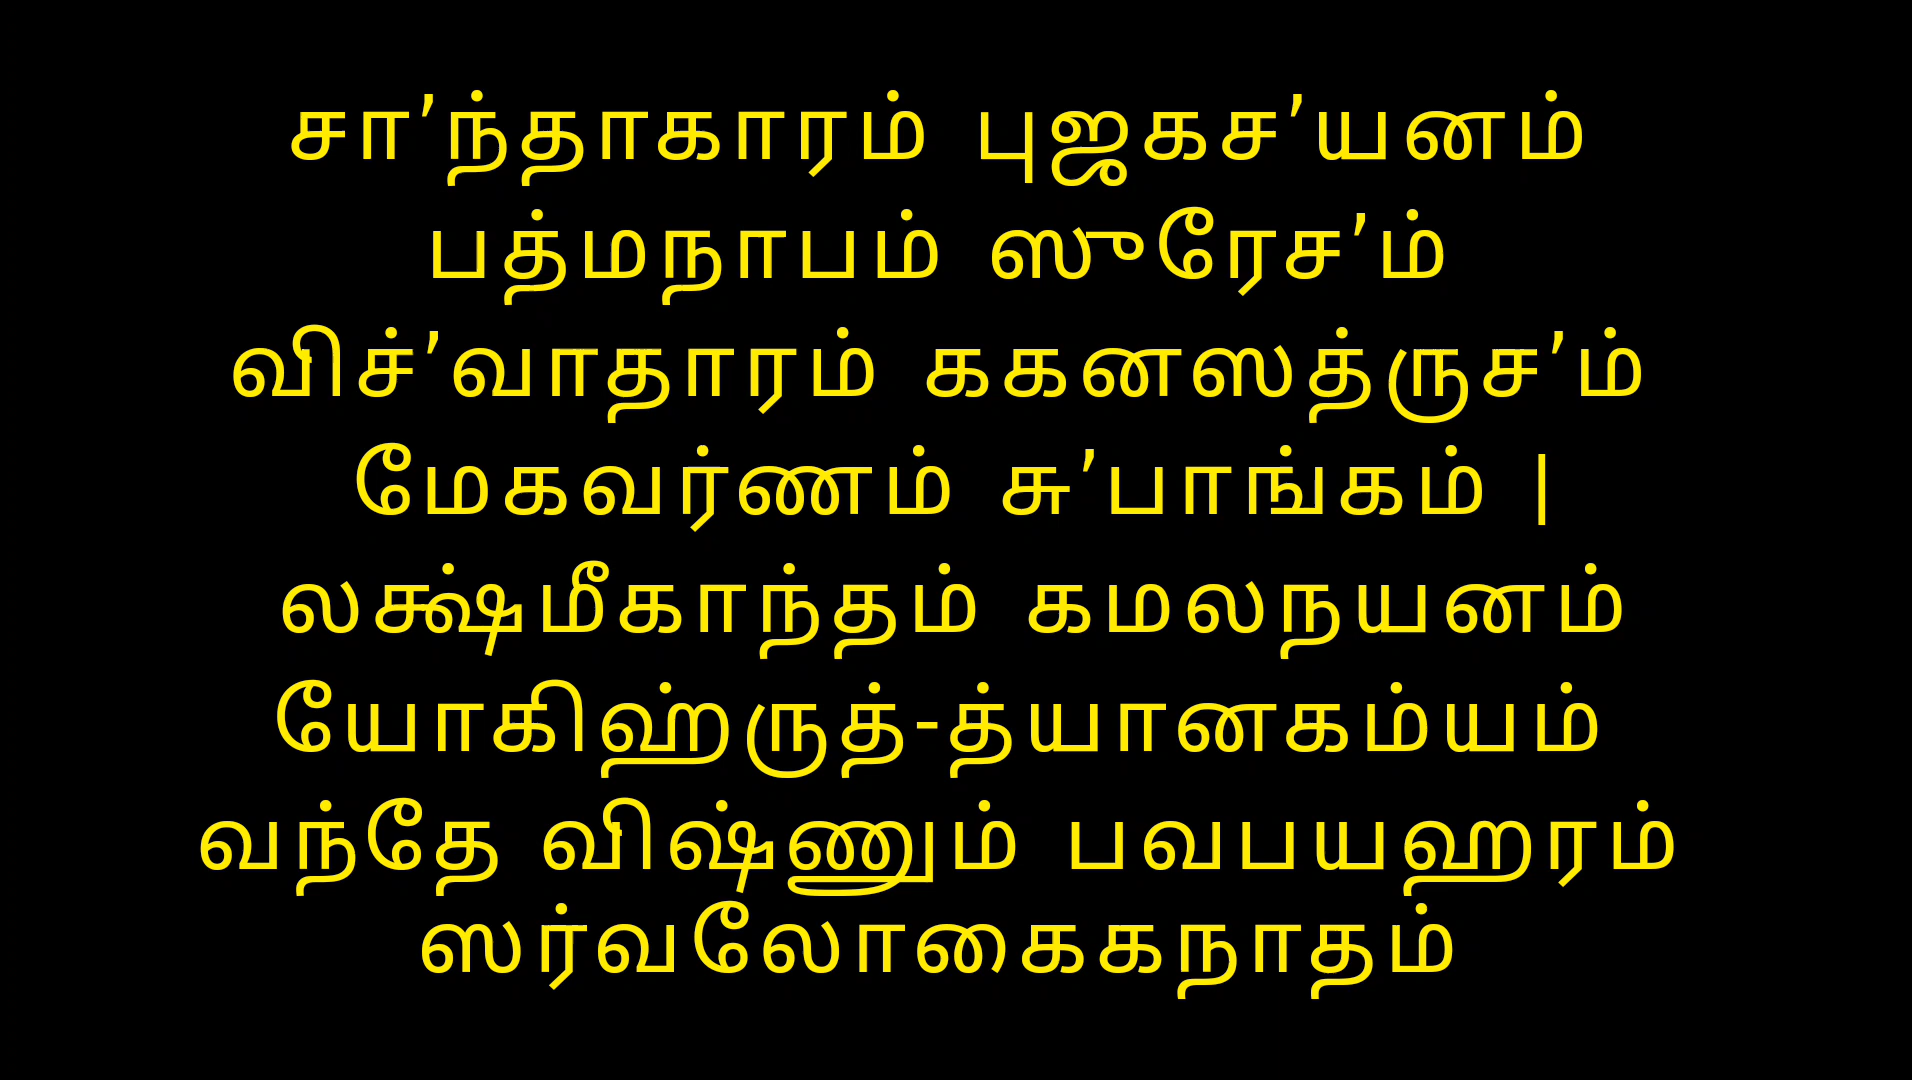 சா’ந்தாகாரம் புஜகச’யனம்
பத்மநாபம் ஸுரேச’ம்
விச்’வாதாரம் ககனஸத்ருச’ம்
மேகவர்ணம் சு’பாங்கம் |
லக்ஷ்மீகாந்தம் கமலநயனம்
யோகிஹ்ருத்-த்யானகம்யம்
வந்தே விஷ்ணும் பவபயஹரம்
ஸர்வலோகைகநாதம்